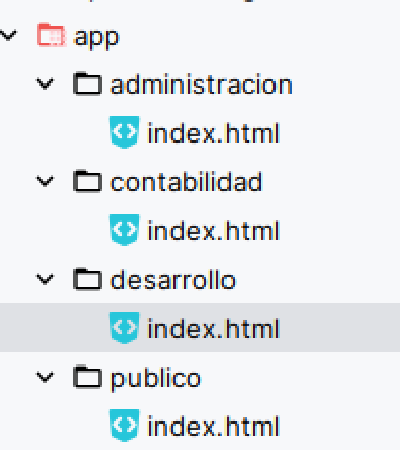 app
administracion
index.html
contabilidad
index.html
desarrollo
index.html
publico
index.html